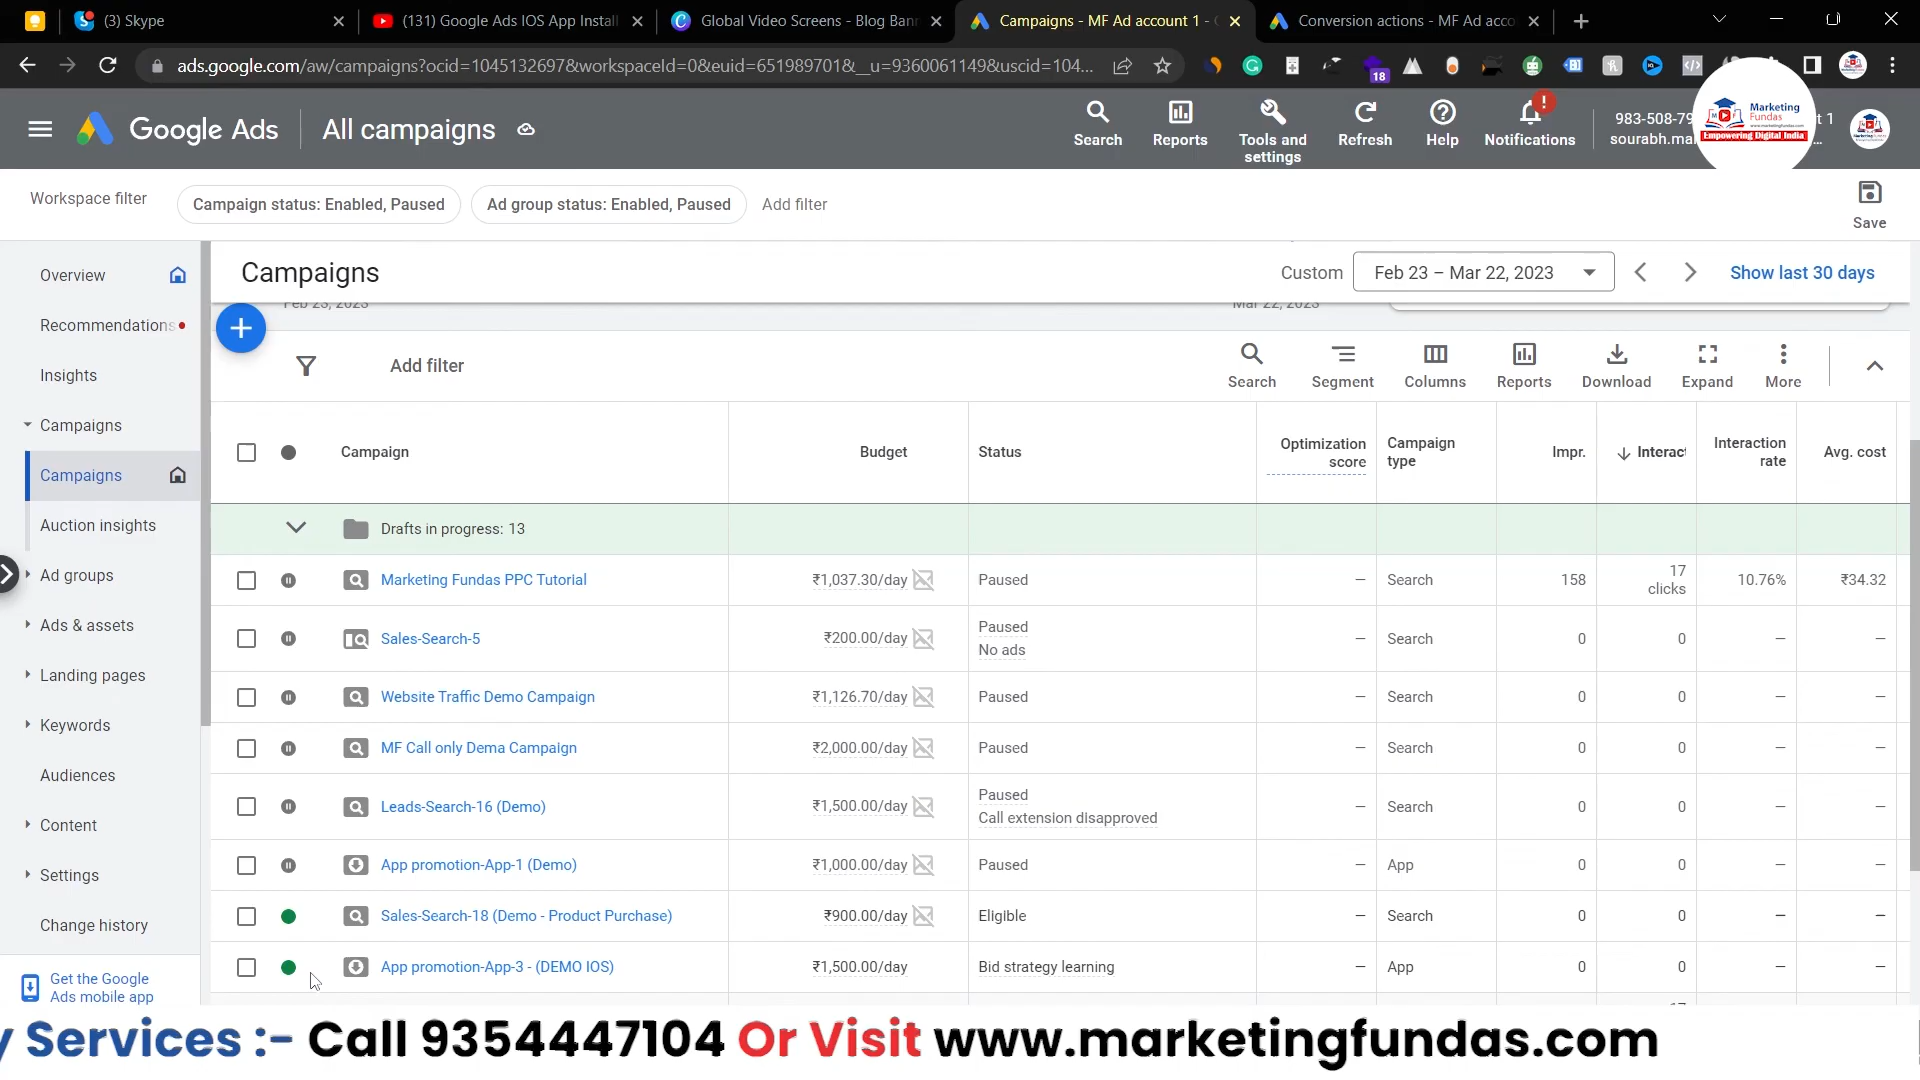 (3) Skype
(131) Google Ads IOS App Install
Global Video Screens - Blog Bann
Campaigns - MF Ad account 1 -
Conversion actions - MF Ad acco
ads.google.com/aw/campaigns?ocid=1045132697&workspaceId=0&euid=651989701&__u=9360061149&uscid=104...
18
Google Ads
All campaigns
Search
Reports
Tools and
settings
Refresh
Help
Notifications
983-508-79
t 1
sourabh.ma
Marketing
Fundas
Empowering Digital India
Workspace filter
Campaign status: Enabled, Paused
Ad group status: Enabled, Paused
Add filter
Save
Overview
Recommendations
Insights
Campaigns
Campaigns
Auction insights
Ad groups
Ads & assets
Landing pages
Keywords
Audiences
Content
Settings
Change history
Get the Google
Ads mobile app
Campaigns
Custom
Feb 23 – Mar 22, 2023
Show last 30 days
Feb 23, 2023
Mar 22, 2023
Add filter
Search
Segment
Columns
Reports
Download
Expand
More
Campaign
Budget
Status
Optimization
score
Campaign
type
Impr.
Interact
Interaction
rate
Avg. cost
Drafts in progress: 13
Marketing Fundas PPC Tutorial
₹1,037.30/day
Paused
–
Search
158
17
clicks
10.76%
₹34.32
Sales-Search-5
₹200.00/day
Paused
No ads
–
Search
0
0
–
–
Website Traffic Demo Campaign
₹1,126.70/day
Paused
–
Search
0
0
–
–
MF Call only Dema Campaign
₹2,000.00/day
Paused
–
Search
0
0
–
–
Leads-Search-16 (Demo)
₹1,500.00/day
Paused
Call extension disapproved
–
Search
0
0
–
–
App promotion-App-1 (Demo)
₹1,000.00/day
Paused
–
App
0
0
–
–
Sales-Search-18 (Demo - Product Purchase)
₹900.00/day
Eligible
–
Search
0
0
–
–
App promotion-App-3 - (DEMO IOS)
₹1,500.00/day
Bid strategy learning
–
App
0
0
–
–
y Services :- Call 9354447104 Or Visit www.marketingfundas.com